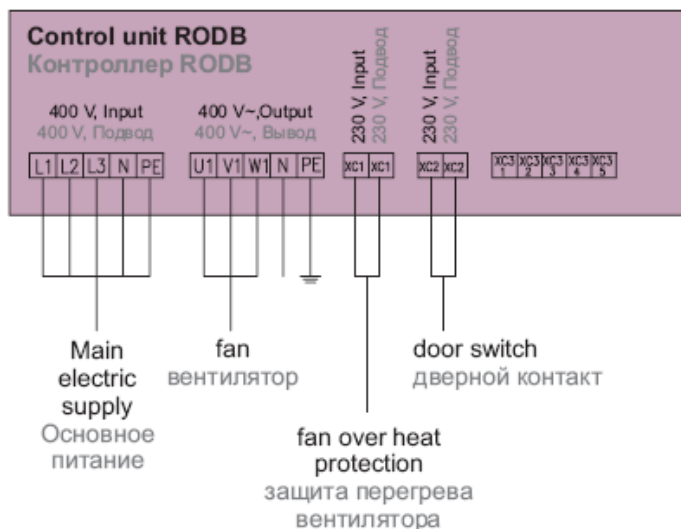 Control unit RODB
Контроллер RODB
400 V, Input
400 V, Подвод
400 V~,Output
400 V~, Вывод
230 V, Input
230 V, Подвод
230 V, Input
230 V, Подвод
L1 L2 L3 N PE
U1 V1 W1 N PE
XC1 XC1
XC2 XC2
XC3 XC3 XC3 XC3 XC3
1 2 3 4 5
Main
electric
supply
Основное
питание
fan
вентилятор
door switch
дверной контакт
fan over heat
protection
защита перегрева
вентилятора